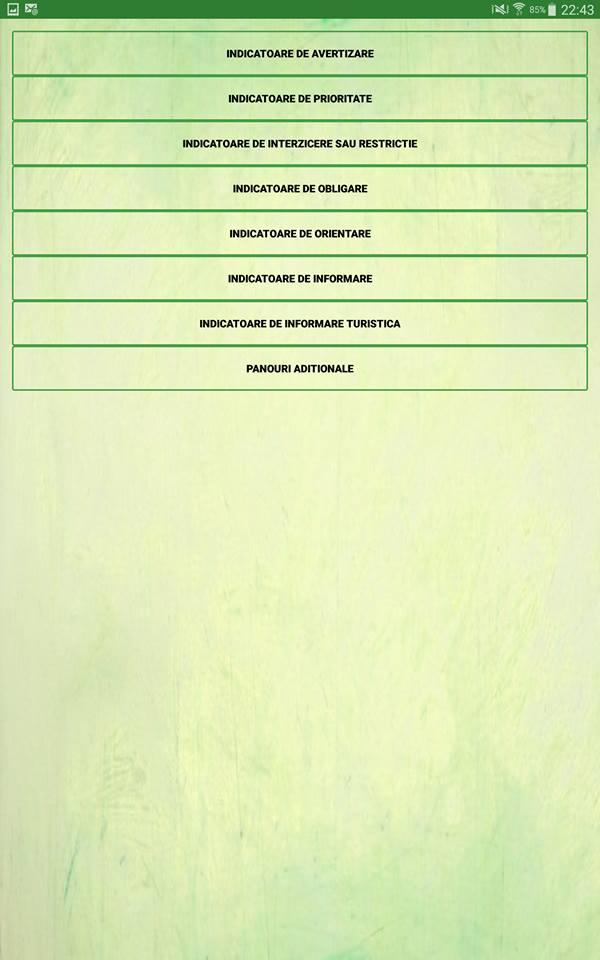 85% 22:43
INDICATOARE DE AVERTIZARE
INDICATOARE DE PRIORITATE
INDICATOARE DE INTERZICERE SAU RESTRICTIE
INDICATOARE DE OBLIGARE
INDICATOARE DE ORIENTARE
INDICATOARE DE INFORMARE
INDICATOARE DE INFORMARE TURISTICA
PANOURI ADITIONALE